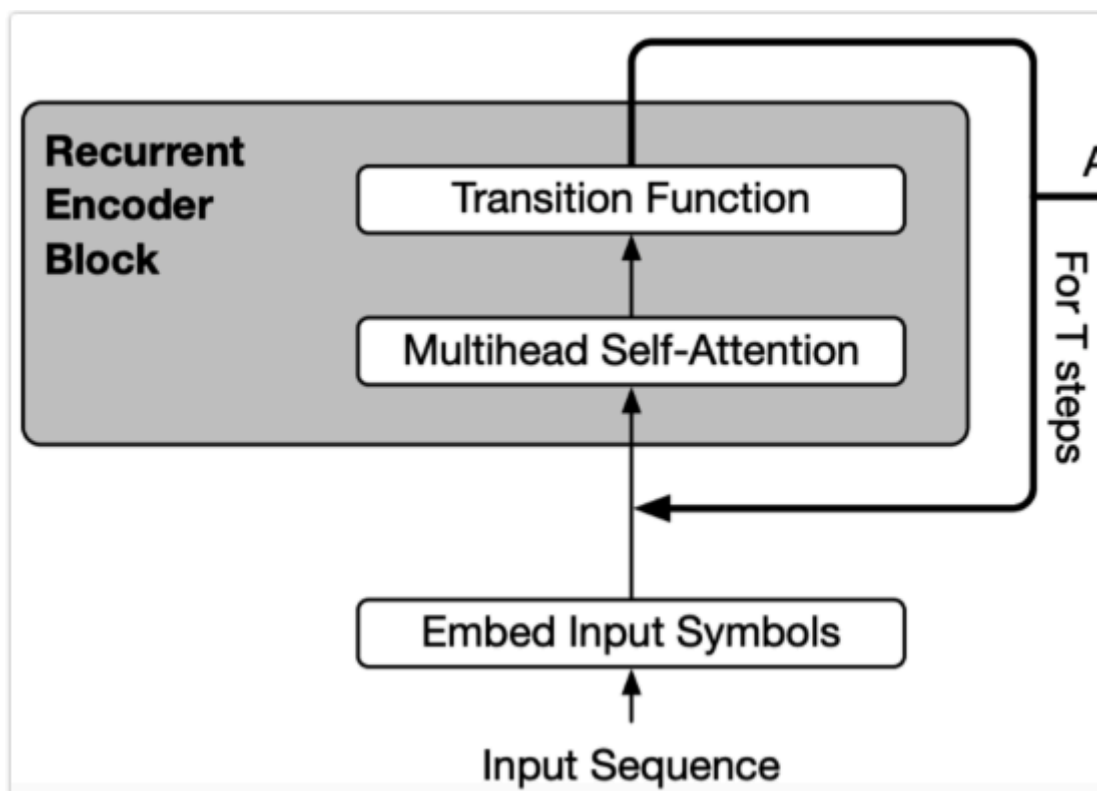 Recurrent
Encoder
Block
Transition Function
Multihead Self-Attention
For T steps
Embed Input Symbols
Input Sequence